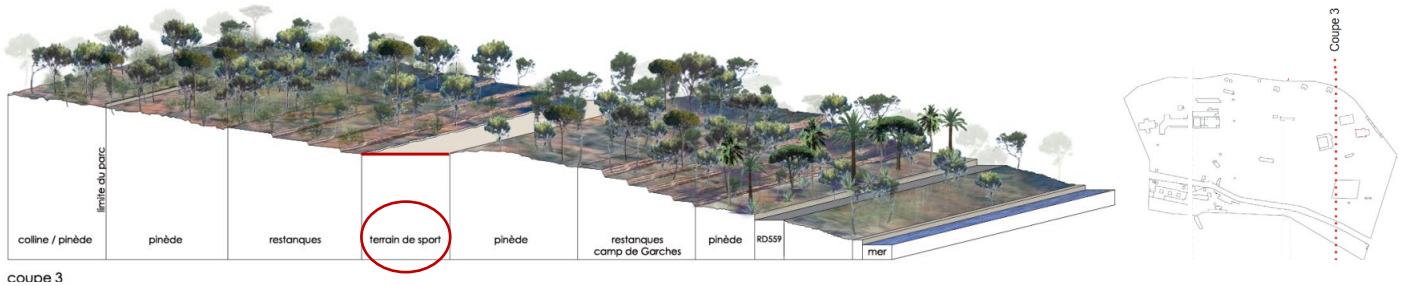 Coupe 3
limite du parc
colline / pinède
pinède
restanques
terrain de sport
pinède
restanques
camp de Garches
pinède
RD559
mer
coupe 3